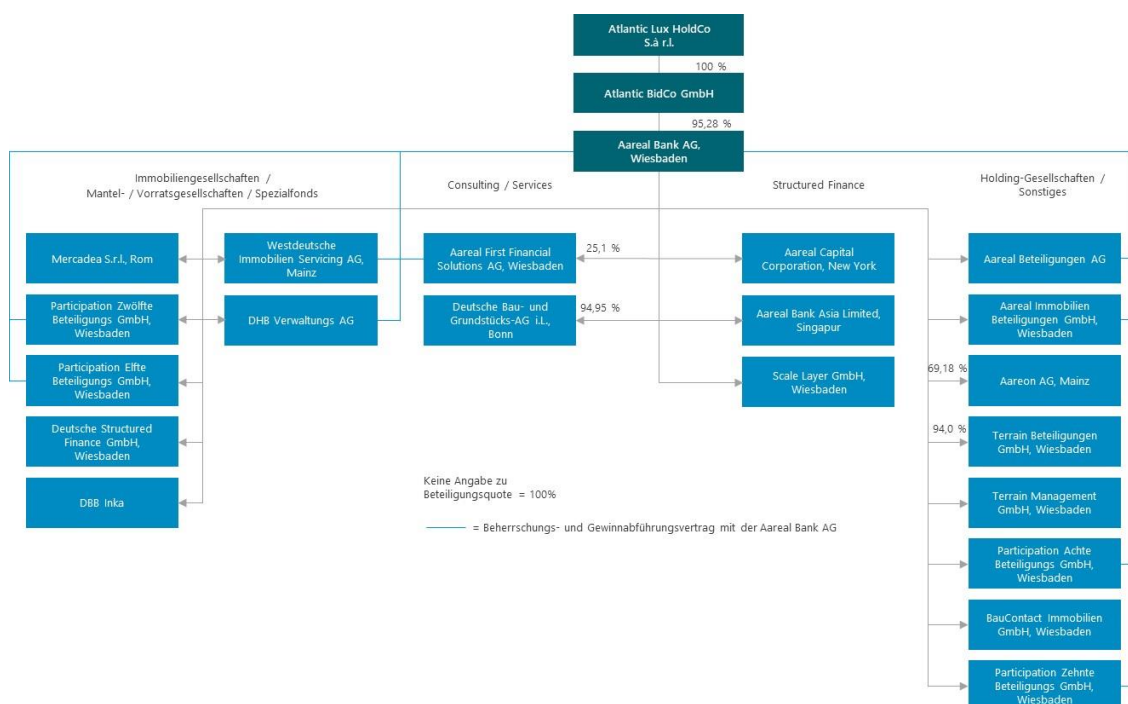 Atlantic Lux HoldCo
S.à r.l.
100 %
Atlantic BidCo GmbH
95,28 %
Aareal Bank AG,
Wiesbaden
Immobiliengesellschaften /
Mantel- / Vorratsgesellschaften / Spezialfonds
Consulting / Services
Structured Finance
Holding-Gesellschaften /
Sonstiges
Mercadea S.r.l., Rom
Westdeutsche
Immobilien Servicing AG,
Mainz
Aareal First Financial
Solutions AG, Wiesbaden
25,1 %
Aareal Capital
Corporation, New York
Aareal Beteiligungen AG
Participation Zwölfte
Beteiligungs GmbH,
Wiesbaden
DHB Verwaltungs AG
Deutsche Bau- und
Grundstücks-AG i.L.,
Bonn
94,95 %
Aareal Bank Asia Limited,
Singapur
Aareal Immobilien
Beteiligungen GmbH,
Wiesbaden
Participation Elfte
Beteiligungs GmbH,
Wiesbaden
Scale Layer GmbH,
Wiesbaden
69,18 %
Aareon AG, Mainz
Deutsche Structured
Finance GmbH,
Wiesbaden
94,0 %
Terrain Beteiligungen
GmbH, Wiesbaden
DBB Inka
Keine Angabe zu
Beteiligungsquote = 100%
Terrain Management
GmbH, Wiesbaden
= Beherrschungs- und Gewinnabführungsvertrag mit der Aareal Bank AG
Participation Achte
Beteiligungs GmbH,
Wiesbaden
BauContact Immobilien
GmbH, Wiesbaden
Participation Zehnte
Beteiligungs GmbH,
Wiesbaden